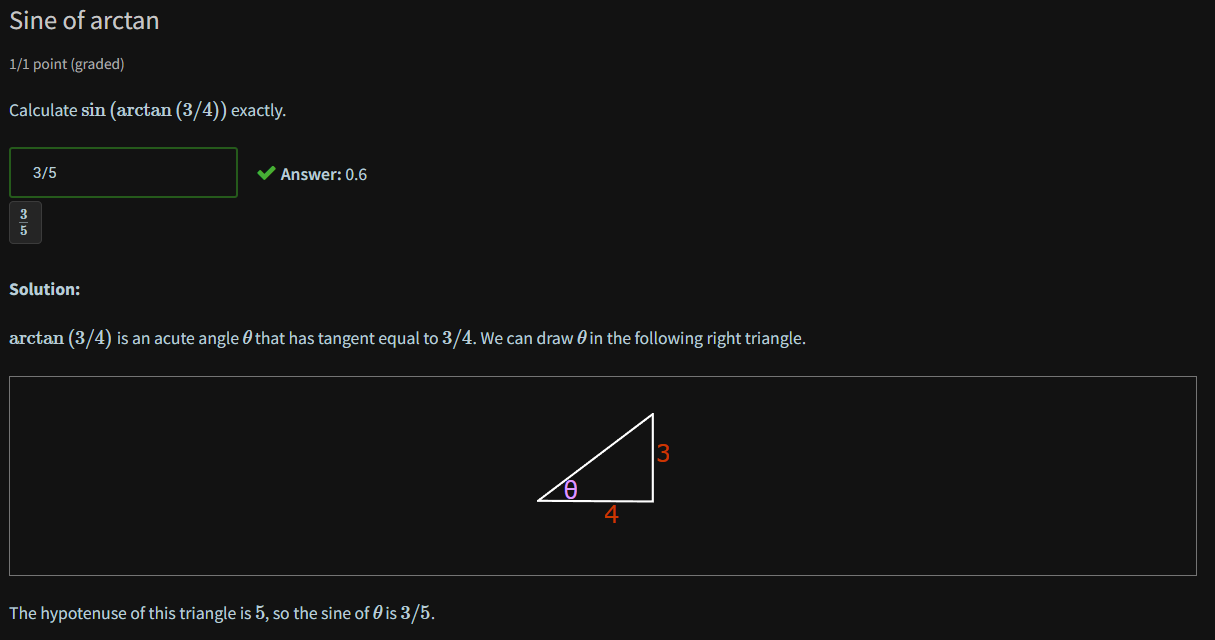 Sine of arctan
1/1 point (graded)
Calculate sin (arctan (3/4)) exactly.
3/5
Answer: 0.6
3
5
Solution:
arctan (3/4) is an acute angle θ that has tangent equal to 3/4. We can draw θ in the following right triangle.
3
θ
4
The hypotenuse of this triangle is 5, so the sine of θ is 3/5.